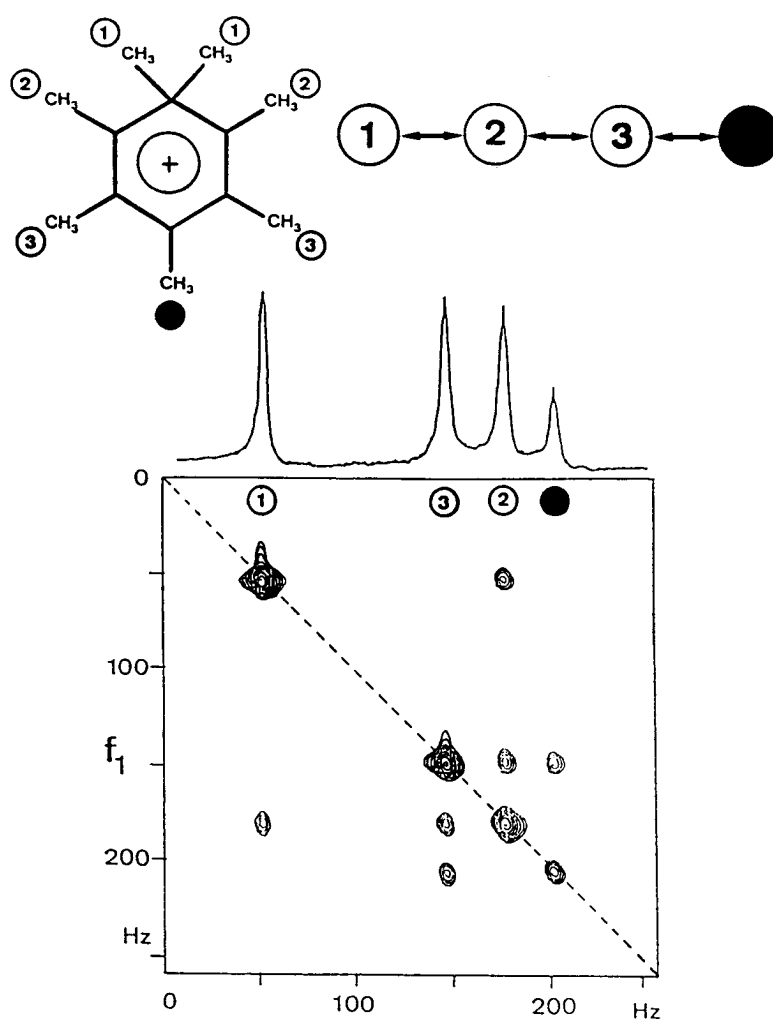 1 1
CH₃ CH₃
2 CH₃ CH₃ 2
1 2 3
+
CH₃ CH₃
3 3
CH₃
0
1 3 2
100
f₁
200
Hz
0 100 200 Hz